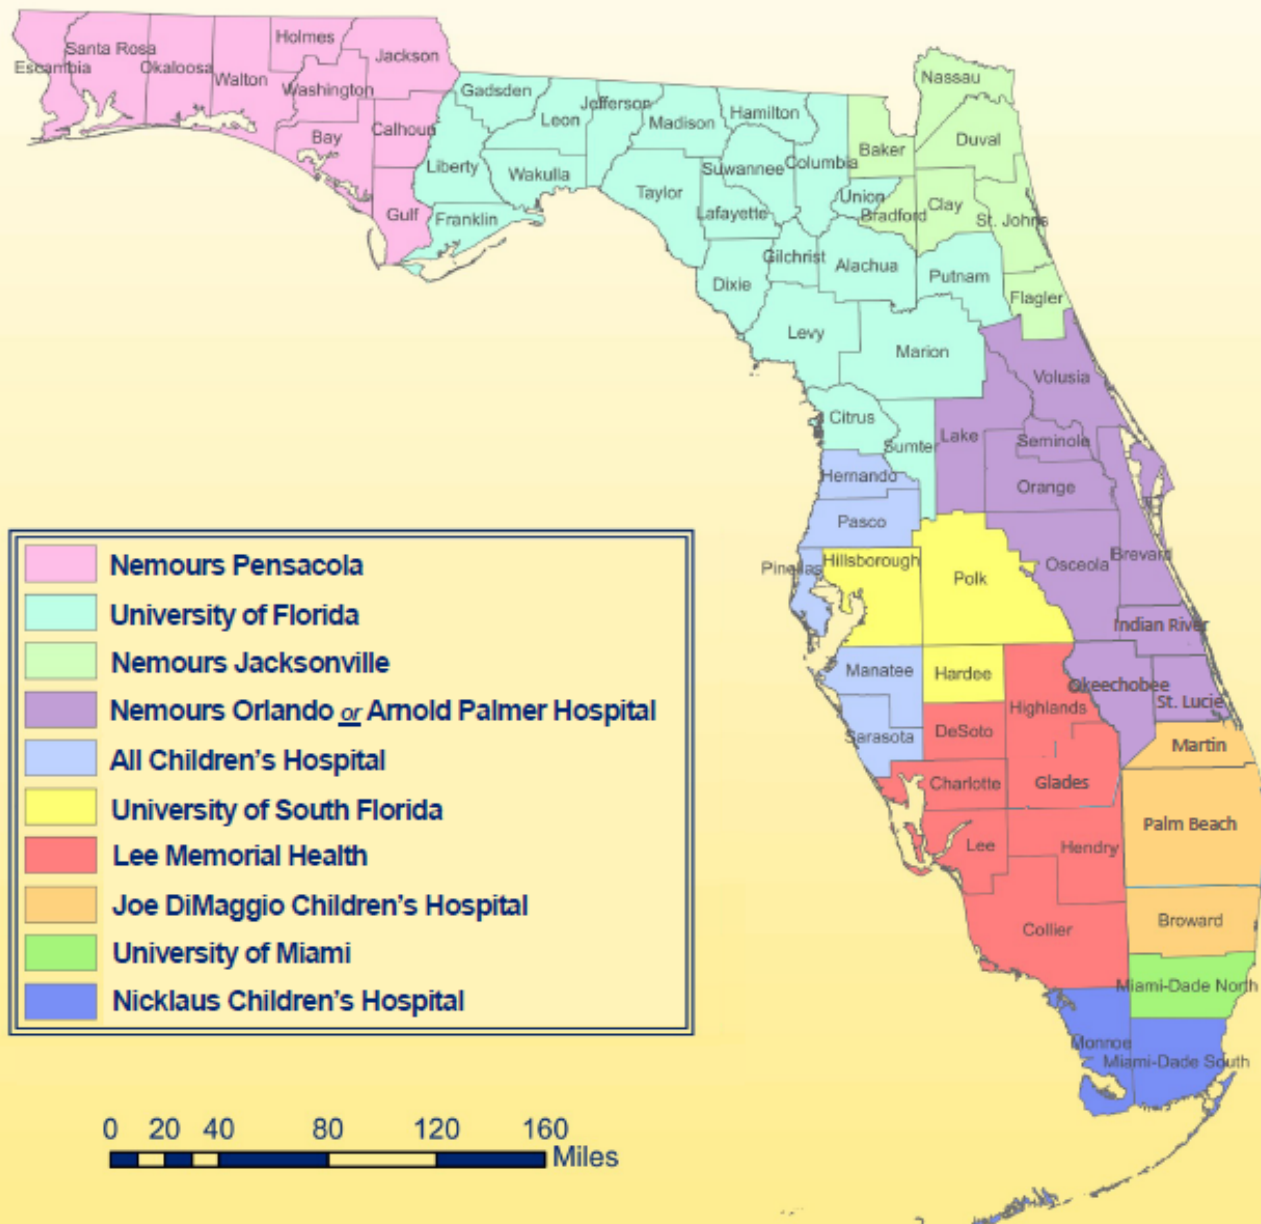 Holmes
Santa Rosa
Jackson
Escambia
Okaloosa
Walton
Washington
Nassau
Gadsden
Jefferson
Hamilton
Leon
Madison
Bay
Calhoun
Duval
Baker
Columbia
Liberty
Suwannee
Wakulla
Taylor
Union
Clay
Gulf
Lafayette
Bradford
Franklin
St. Johns
Gilchrist
Alachua
Putnam
Dixie
Flagler
Levy
Marion
Volusia
Citrus
Lake
Seminole
Sumter
Hernando
Orange
Pasco
Brevard
Pinellas
Hillsborough
Osceola
Polk
Indian River
Manatee
Hardee
Okeechobee
St. Lucie
Highlands
Sarasota
DeSoto
Martin
Charlotte
Glades
Palm Beach
Lee
Hendry
Broward
Collier
Miami-Dade North
Monroe
Miami-Dade South
Nemours Pensacola
University of Florida
Nemours Jacksonville
Nemours Orlando or Arnold Palmer Hospital
All Children's Hospital
University of South Florida
Lee Memorial Health
Joe DiMaggio Children's Hospital
University of Miami
Nicklaus Children's Hospital
0 20 40 80 120 160
Miles